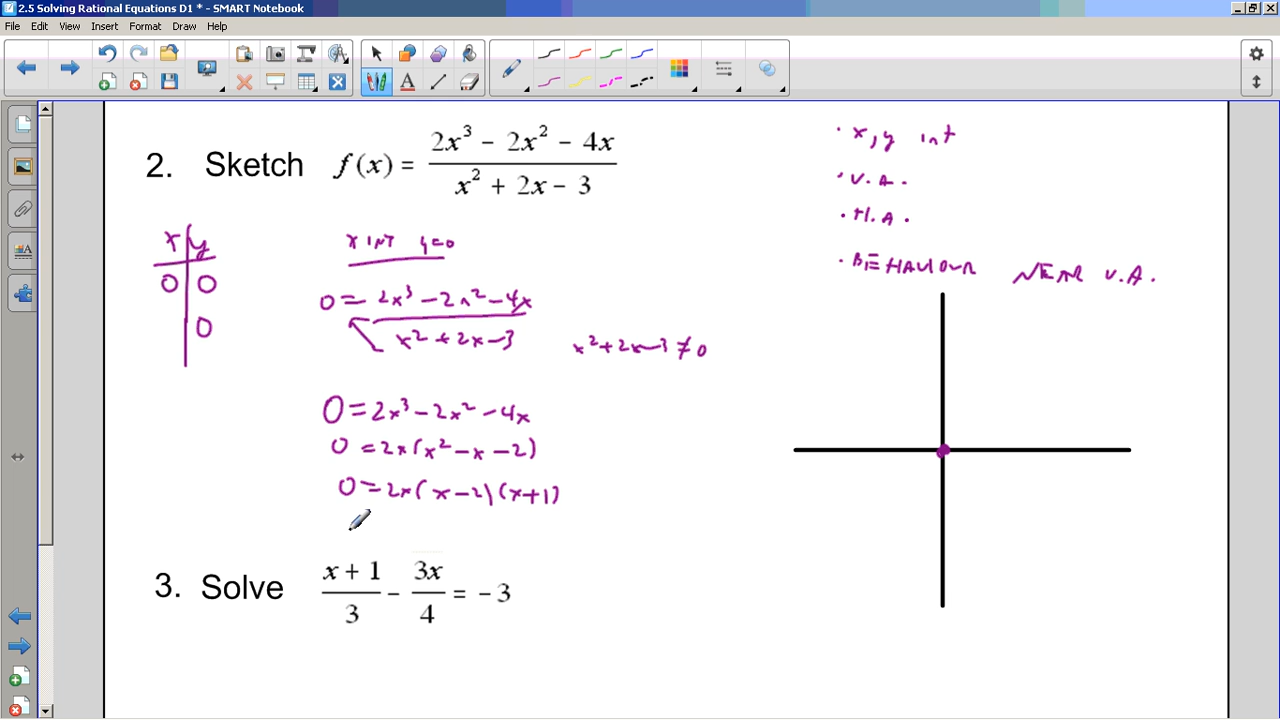 2.5 Solving Rational Equations D1 * - SMART Notebook
File Edit View Insert Format Draw Help
2. Sketch f(x) = (2x³ - 2x² - 4x) / (x² + 2x - 3)
· x, y int
· V.A.
· H.A.
· BEHAVIOUR NEAR V.A.
x y
0 0
0
x INT y=0
0 = (2x³ - 2x² - 4x) / (x² + 2x - 3)
x² + 2x - 3 ≠ 0
0 = 2x³ - 2x² - 4x
0 = 2x(x² - x - 2)
0 = 2x(x - 2)(x + 1)
3. Solve (x + 1)/3 - 3x/4 = -3